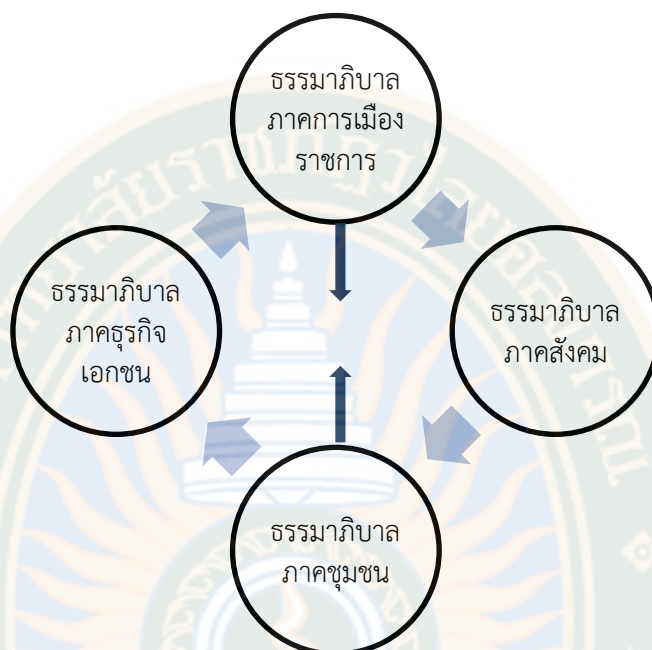 ธรรมาภิบาล
ภาคการเมือง
ราชการ
ธรรมาภิบาล
ภาคธุรกิจ
เอกชน
ธรรมาภิบาล
ภาคสังคม
ธรรมาภิบาล
ภาคชุมชน